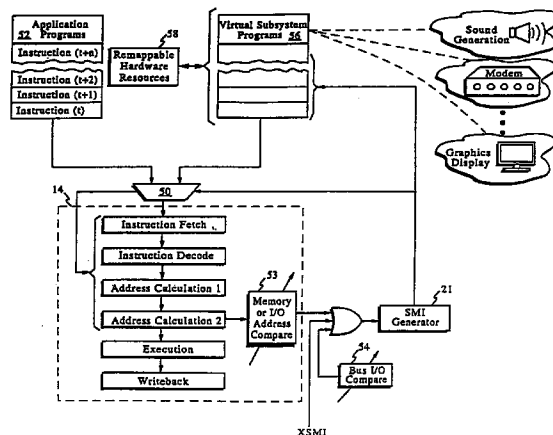 Application
52 Programs
Instruction (t+n)
Instruction (t+2)
Instruction (t+1)
Instruction (t)
58
Remappable
Hardware
Resources
Virtual Subsystem
Programs 56
Sound
Generation
Modem
Graphics
Display
50
14
Instruction Fetch
Instruction Decode
Address Calculation 1
Address Calculation 2
Execution
Writeback
53
Memory
or I/O
Address
Compare
21
SMI
Generator
54
Bus I/O
Compare
XSMI